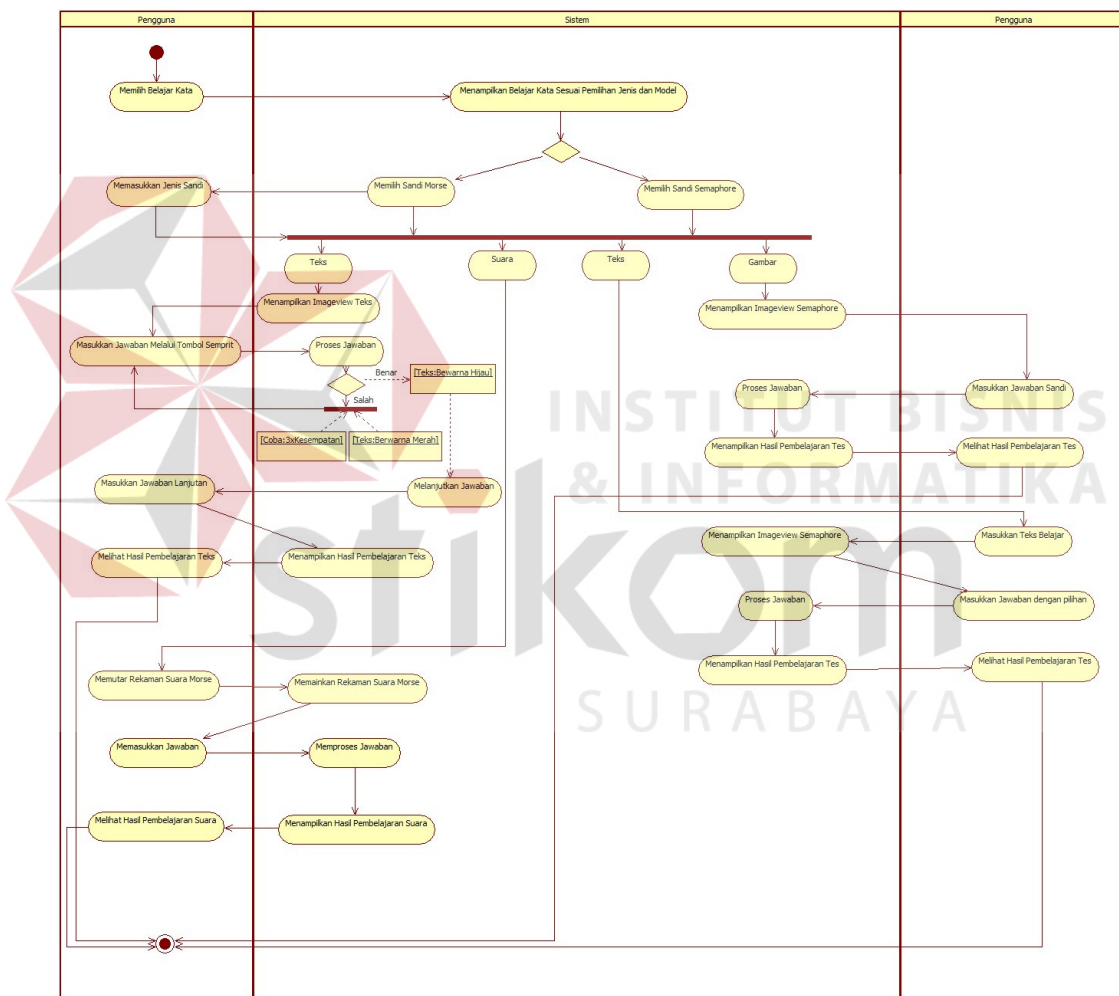 Pengguna
Sistem
Pengguna
Memilih Belajar Kata
Menampilkan Belajar Kata Sesuai Pemilihan Jenis dan Model
Memasukkan Jenis Sandi
Memilih Sandi Morse
Memilih Sandi Semaphore
Teks
Suara
Teks
Gambar
Menampilkan Imageview Teks
Menampilkan Imageview Semaphore
Masukkan Jawaban Melalui Tombol Semprit
Proses Jawaban
Benar
[Teks:Bewarna Hijau]
Salah
Proses Jawaban
Masukkan Jawaban Sandi
[Coba:3xKesempatan]
[Teks:Berwarna Merah]
Menampilkan Hasil Pembelajaran Tes
Melihat Hasil Pembelajaran Tes
Masukkan Jawaban Lanjutan
Melanjutkan Jawaban
Menampilkan Imageview Semaphore
Masukkan Teks Belajar
Melihat Hasil Pembelajaran Teks
Menampilkan Hasil Pembelajaran Teks
Proses Jawaban
Masukkan Jawaban dengan pilihan
Menampilkan Hasil Pembelajaran Tes
Melihat Hasil Pembelajaran Tes
Memutar Rekaman Suara Morse
Memainkan Rekaman Suara Morse
Memasukkan Jawaban
Memproses Jawaban
Melihat Hasil Pembelajaran Suara
Menampilkan Hasil Pembelajaran Suara
INSTITUT BISNIS
& INFORMATIKA
stikom
SURABAYA